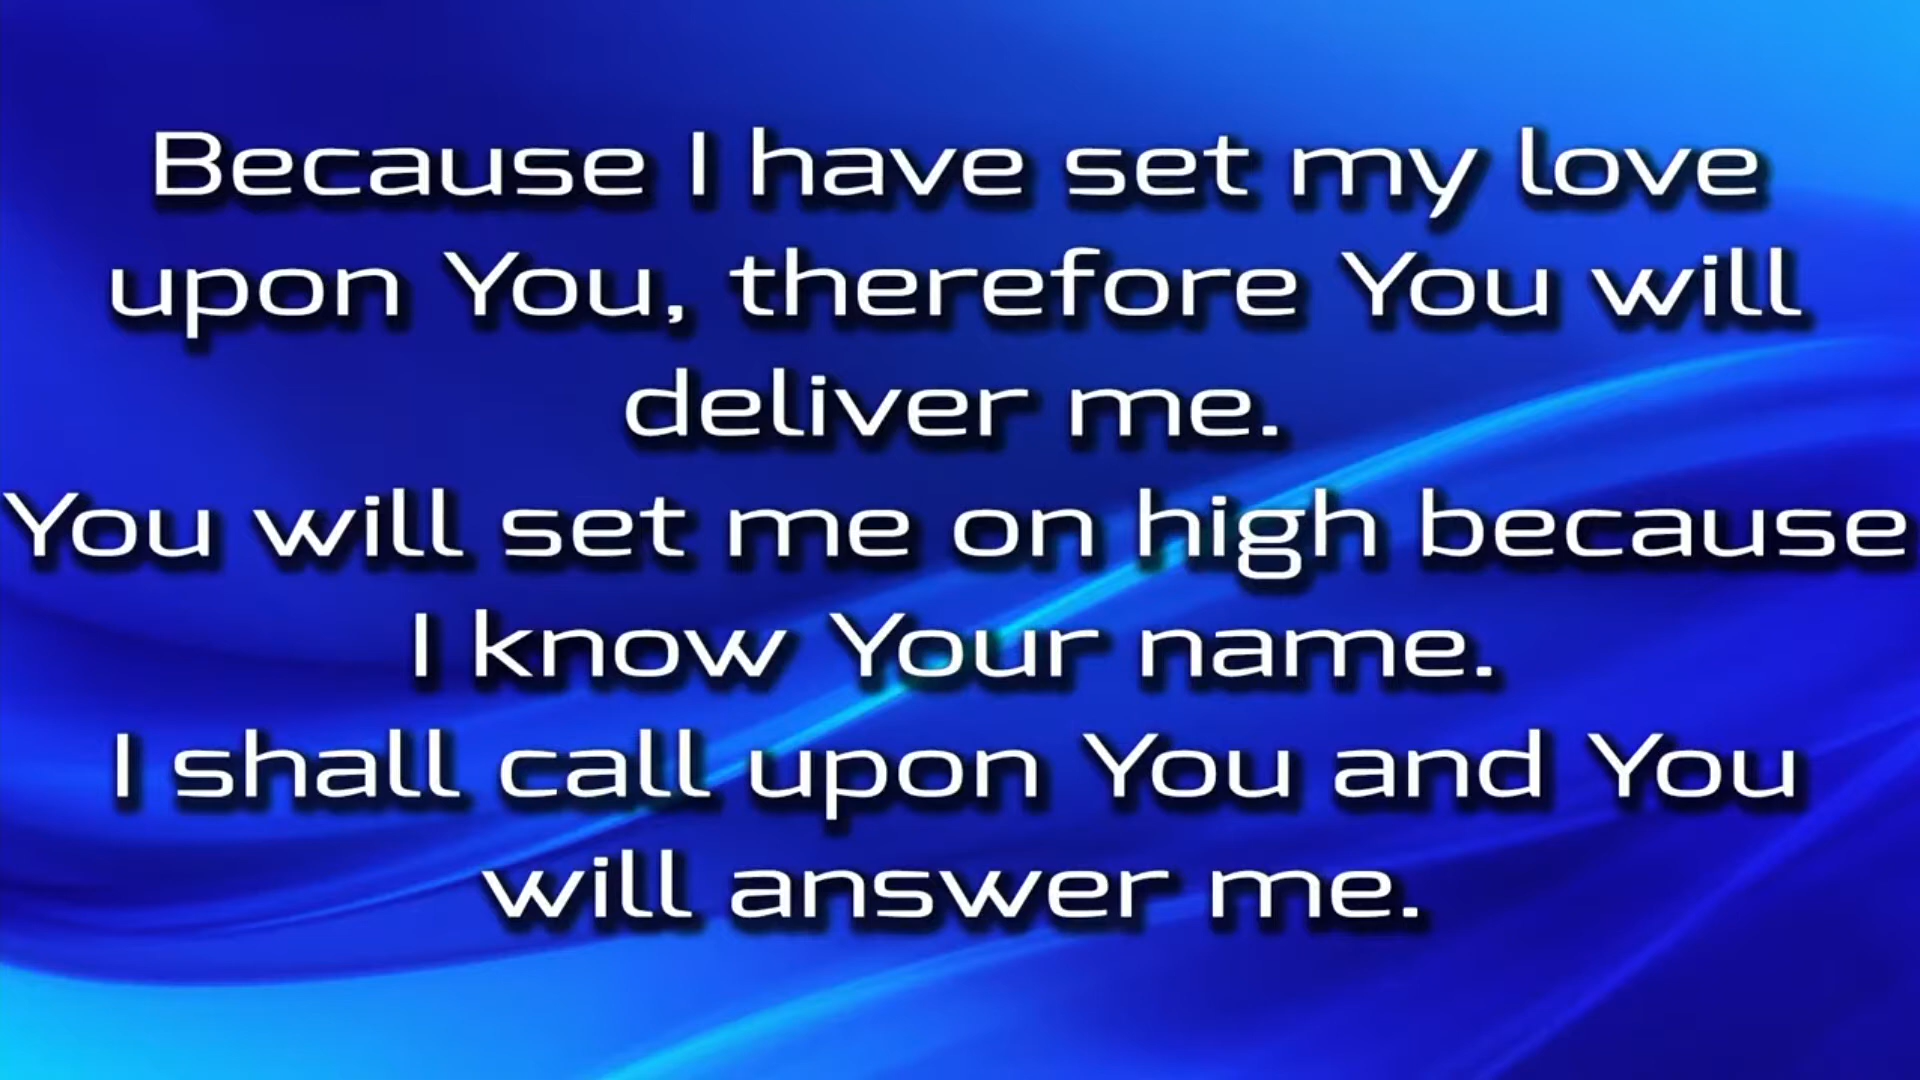 Because I have set my love
upon You, therefore You will
deliver me.
You will set me on high because
I know Your name.
I shall call upon You and You
will answer me.